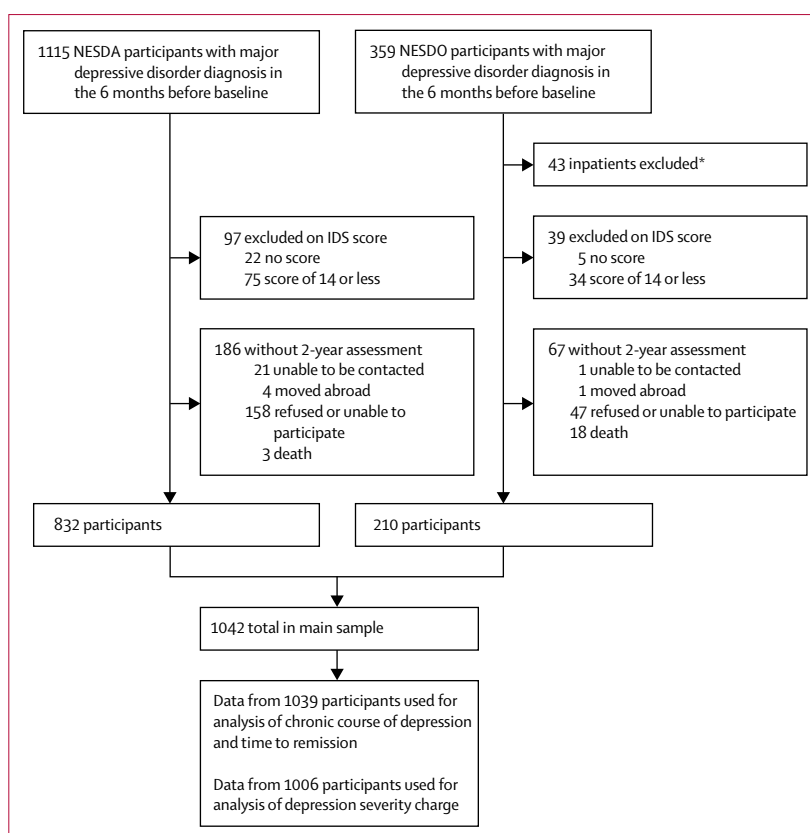 1115 NESDA participants with major
depressive disorder diagnosis in
the 6 months before baseline
359 NESDO participants with major
depressive disorder diagnosis in
the 6 months before baseline
43 inpatients excluded*
97 excluded on IDS score
22 no score
75 score of 14 or less
39 excluded on IDS score
5 no score
34 score of 14 or less
186 without 2-year assessment
21 unable to be contacted
4 moved abroad
158 refused or unable to
participate
3 death
67 without 2-year assessment
1 unable to be contacted
1 moved abroad
47 refused or unable to participate
18 death
832 participants
210 participants
1042 total in main sample
Data from 1039 participants used for
analysis of chronic course of depression
and time to remission
Data from 1006 participants used for
analysis of depression severity charge